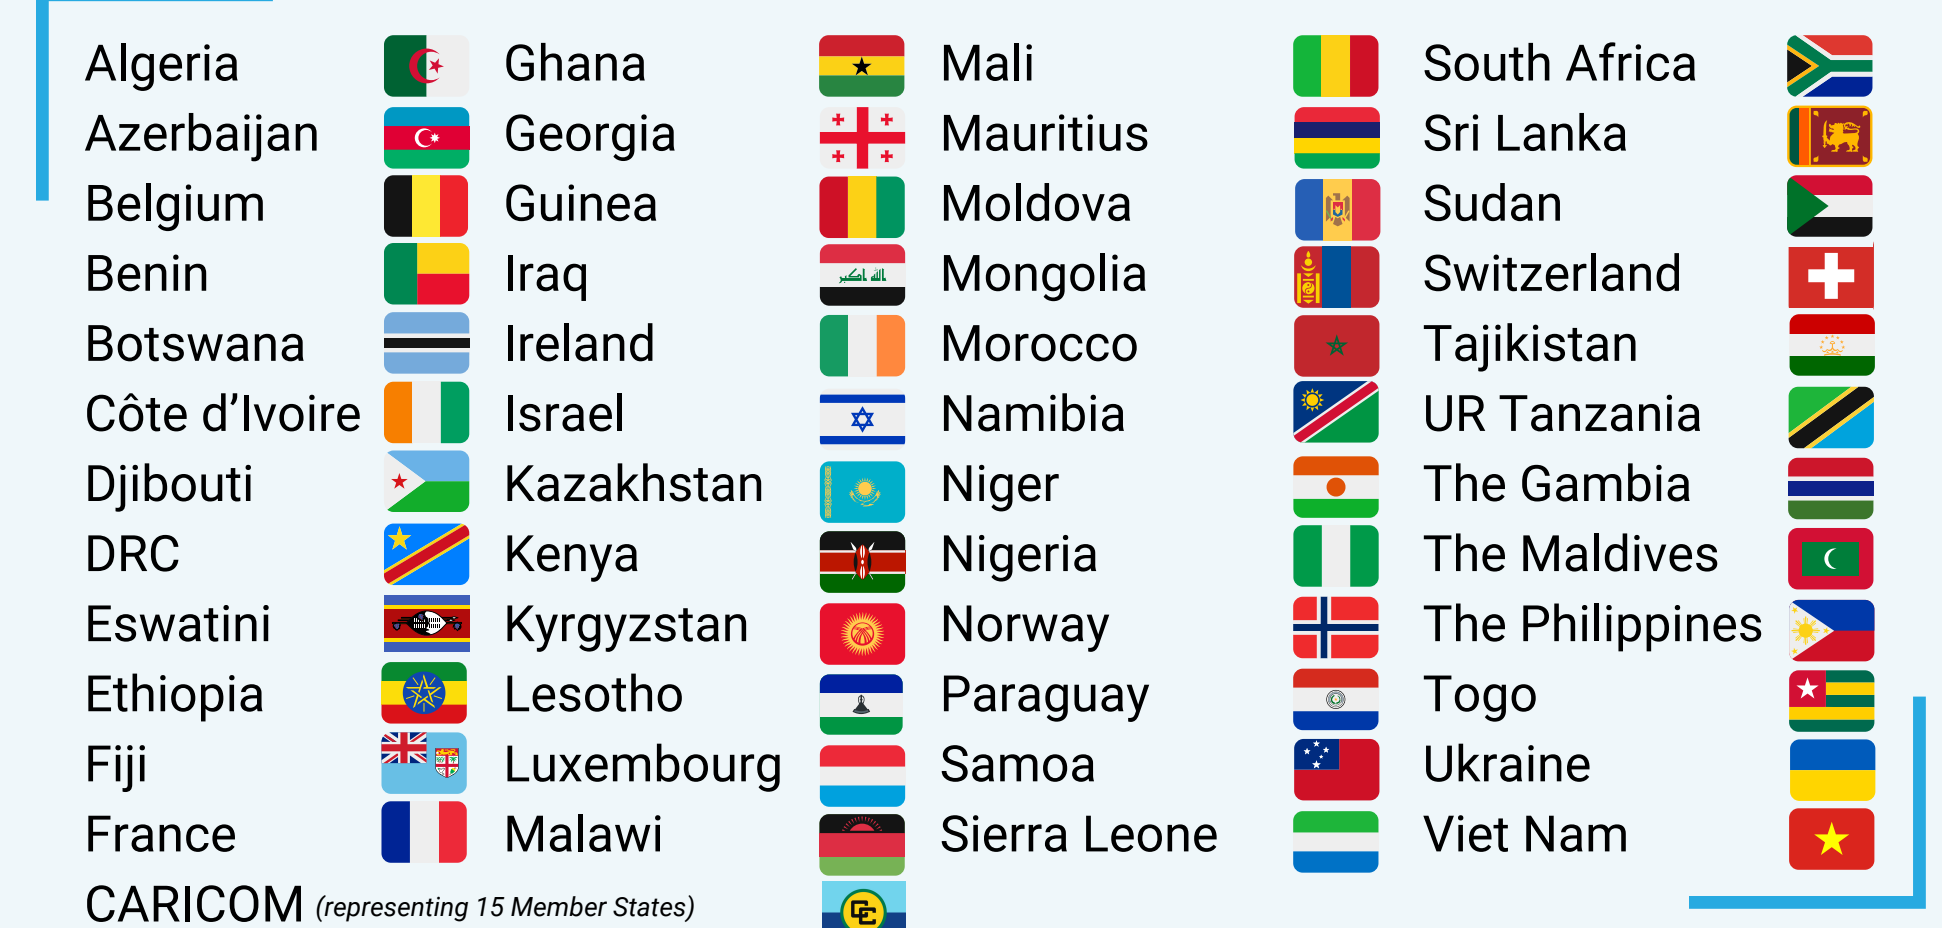 Algeria
Azerbaijan
Belgium
Benin
Botswana
Côte d’Ivoire
Djibouti
DRC
Eswatini
Ethiopia
Fiji
France
CARICOM (representing 15 Member States)
Ghana
Georgia
Guinea
Iraq
الله اكبر
Ireland
Israel
Kazakhstan
Kenya
Kyrgyzstan
Lesotho
Luxembourg
Malawi
Mali
Mauritius
Moldova
Mongolia
Morocco
Namibia
Niger
Nigeria
Norway
Paraguay
Samoa
Sierra Leone
South Africa
Sri Lanka
Sudan
Switzerland
Tajikistan
UR Tanzania
The Gambia
The Maldives
The Philippines
Togo
Ukraine
Viet Nam